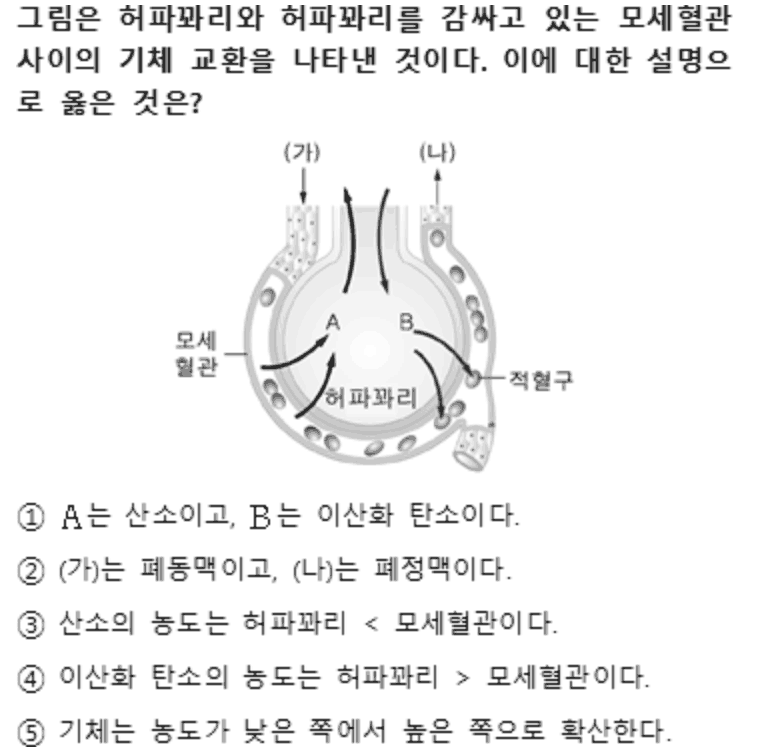 그림은 허파꽈리와 허파꽈리를 감싸고 있는 모세혈관
사이의 기체 교환을 나타낸 것이다. 이에 대한 설명으
로 옳은 것은?
(가) (나)
A B
모세
혈관
적혈구
허파꽈리
① A는 산소이고, B는 이산화 탄소이다.
② (가)는 폐동맥이고, (나)는 폐정맥이다.
③ 산소의 농도는 허파꽈리 < 모세혈관이다.
④ 이산화 탄소의 농도는 허파꽈리 > 모세혈관이다.
⑤ 기체는 농도가 낮은 쪽에서 높은 쪽으로 확산한다.